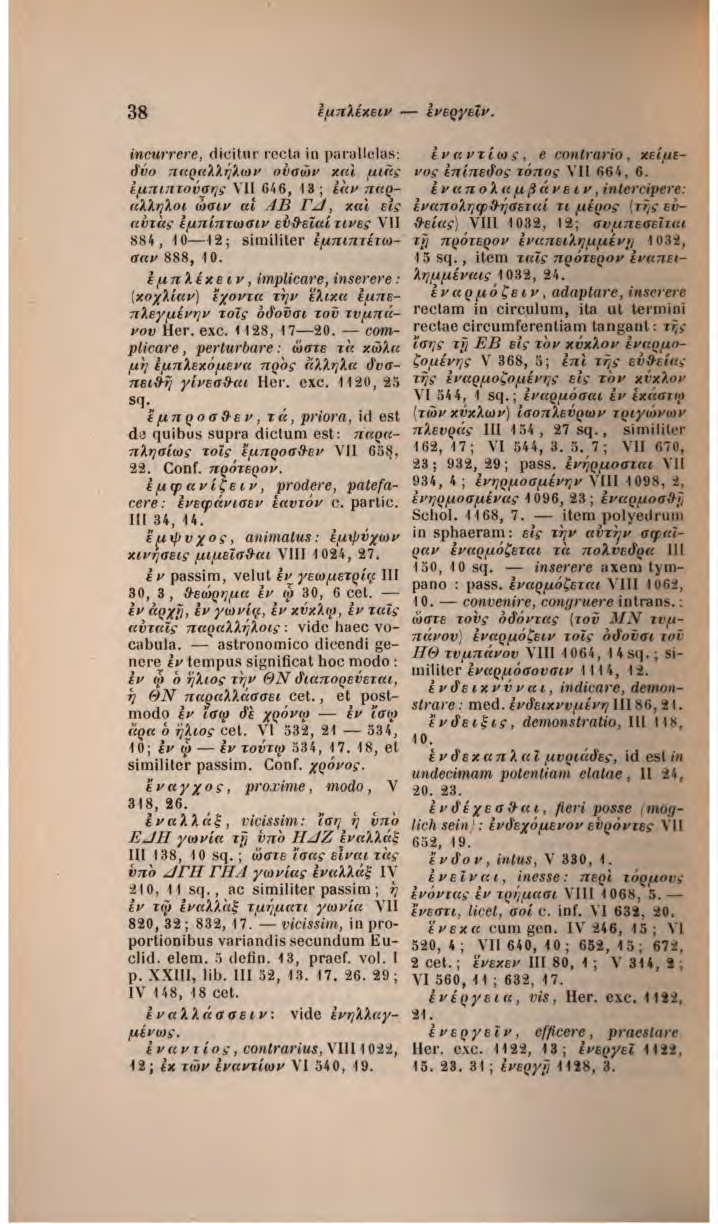 38 ἐμπλέκειν — ἐνεργεῖν.
incurrere, dicitur recta in parallelas:
δύο παραλλήλων οὐσῶν καὶ μιᾶς
ἐμπιπτούσης VII 646, 13; ἐὰν παρ-
άλληλοι ὦσιν αἱ ΑΒ ΓΔ, καὶ εἰς
αὐτὰς ἐμπίπτωσιν εὐθεῖαί τινες VII
884, 10—12; similiter ἐμπιπτέτω-
σαν 888, 10.
ἐμπλέκειν, implicare, inserere:
(κοχλίαν) ἔχοντα τὴν ἕλικα ἐμπε-
πλεγμένην τοῖς ὀδοῦσι τοῦ τυμπά-
νου Her. exc. 1128, 17—20. — com-
plicare, perturbare: ὥστε τὰ κῶλα
μὴ ἐμπλεκόμενα πρὸς ἄλληλα δυσ-
πειθῆ γίνεσθαι Her. exc. 1120, 25
sq.
ἔμπροσθεν, τά, priora, id est
de quibus supra dictum est: παρα-
πλησίως τοῖς ἔμπροσθεν VII 658,
22. Conf. πρότερον.
ἐμφανίζειν, prodere, patefa-
cere: ἐνεφάνισεν ἑαυτόν c. partic.
III 34, 14.
ἔμψυχος, animatus: ἐμψύχων
κινήσεις μιμεῖσθαι VIII 1024, 27.
ἐν passim, velut ἐν γεωμετρίᾳ III
30, 3, θεώρημα ἐν ᾧ 30, 6 cet. —
ἐν ἀρχῇ, ἐν γωνίᾳ, ἐν κύκλῳ, ἐν ταῖς
αὐταῖς παραλλήλοις: vide haec vo-
cabula. — astronomico dicendi ge-
nere ἐν tempus significat hoc modo:
ἐν ᾧ ὁ ἥλιος τὴν ΘΝ διαπορεύεται,
ἡ ΘΝ παραλλάσσει cet., et post-
modo ἐν ἴσῳ δὲ χρόνῳ — ἐν ἴσῳ
ἄρα ὁ ἥλιος cet. VI 532, 21 — 534,
10; ἐν ᾧ — ἐν τούτῳ 534, 17. 18, et
similiter passim. Conf. χρόνος.
ἔναγχος, proxime, modo, V
318, 26.
ἐναλλάξ, vicissim: ἴση ἡ ὑπὸ
ΕΔΗ γωνία τῇ ὑπὸ ΗΔΖ ἐναλλάξ
III 138, 10 sq.; ὥστε ἴσας εἶναι τὰς
ὑπὸ ΔΓΗ ΓΗΛ γωνίας ἐναλλάξ IV
210, 11 sq., ac similiter passim; ἡ
ἐν τῷ ἐναλλὰξ τμήματι γωνία VII
820, 32; 832, 17. — vicissim, in pro-
portionibus variandis secundum Eu-
clid. elem. 5 defin. 13, praef. vol. I
p. XXIII, lib. III 52, 13. 17. 26. 29;
IV 148, 18 cet.
ἐναλλάσσειν: vide ἐνηλλαγ-
μένως.
ἐναντίος, contrarius, VIII 1022,
12; ἐκ τῶν ἐναντίων VI 540, 19.
ἐναντίως, e contrario, κείμε-
νος ἐπίπεδος τόπος VII 664, 6.
ἐναπολαμβάνειν, intercipere:
ἐναποληφθήσεταί τι μέρος (τῆς εὐ-
θείας) VIII 1032, 12; συμπεσεῖται
τῇ πρότερον ἐναπειλημμένῃ 1032,
15 sq., item ταῖς πρότερον ἐναπει-
λημμέναις 1032, 24.
ἐναρμόζειν, adaptare, inserere
rectam in circulum, ita ut termini
rectae circumferentiam tangant: τῆς
ἴσης τῇ ΕΒ εἰς τὸν κύκλον ἐναρμο-
ζομένης V 368, 5; ἐπὶ τῆς εὐθείας
τῆς ἐναρμοζομένης εἰς τὸν κύκλον
VI 544, 1 sq.; ἐναρμόσαι ἐν ἑκάστῳ
(τῶν κύκλων) ἰσοπλεύρων τριγώνων
πλευράς III 154, 27 sq., similiter
162, 17; VI 544, 3. 5. 7; VII 670,
23; 932, 29; pass. ἐνήρμοσται VII
934, 4; ἐνηρμοσμένην VIII 1098, 2,
ἐνηρμοσμένας 1096, 23; ἐναρμοσθῇ
Schol. 1168, 7. — item polyedrum
in sphaeram: εἰς τὴν αὐτὴν σφαῖ-
ραν ἐναρμόζεται τὰ πολύεδρα III
150, 10 sq. — inserere axem tym-
pano : pass. ἐναρμόζεται VIII 1062,
10. — convenire, congruere intrans.:
ὥστε τοὺς ὀδόντας (τοῦ ΜΝ τυμ-
πάνου) ἐναρμόζειν τοῖς ὀδοῦσι τοῦ
ΗΘ τυμπάνου VIII 1064, 14 sq.; si-
militer ἐναρμόσουσιν 1114, 12.
ἐνδεικνύναι, indicare, demon-
strare: med. ἐνδεικνυμένη III 86, 21.
ἔνδειξις, demonstratio, III 118,
10.
ἑνδεκαπλαῖ μυριάδες, id est in
undecimam potentiam elatae, II 24,
20. 23.
ἐνδέχεσθαι, fieri posse (mög-
lich sein): ἐνδεχόμενον εὑρόντες VII
652, 19.
ἔνδον, intus, V 330, 1.
ἐνεῖναι, inesse: περὶ τόρμους
ἐνόντας ἐν τρήμασι VIII 1068, 5. —
ἔνεστι, licet, σοί c. inf. VI 632, 20.
ἕνεκα cum gen. IV 246, 15; VI
520, 4; VII 640, 10; 652, 15; 672,
2 cet.; ἕνεκεν III 80, 1; V 314, 2;
VI 560, 11; 632, 17.
ἐνέργεια, vis, Her. exc. 1122,
21.
ἐνεργεῖν, efficere, praestare
Her. exc. 1122, 13; ἐνεργεῖ 1122,
15. 23. 31; ἐνεργῇ 1128, 3.